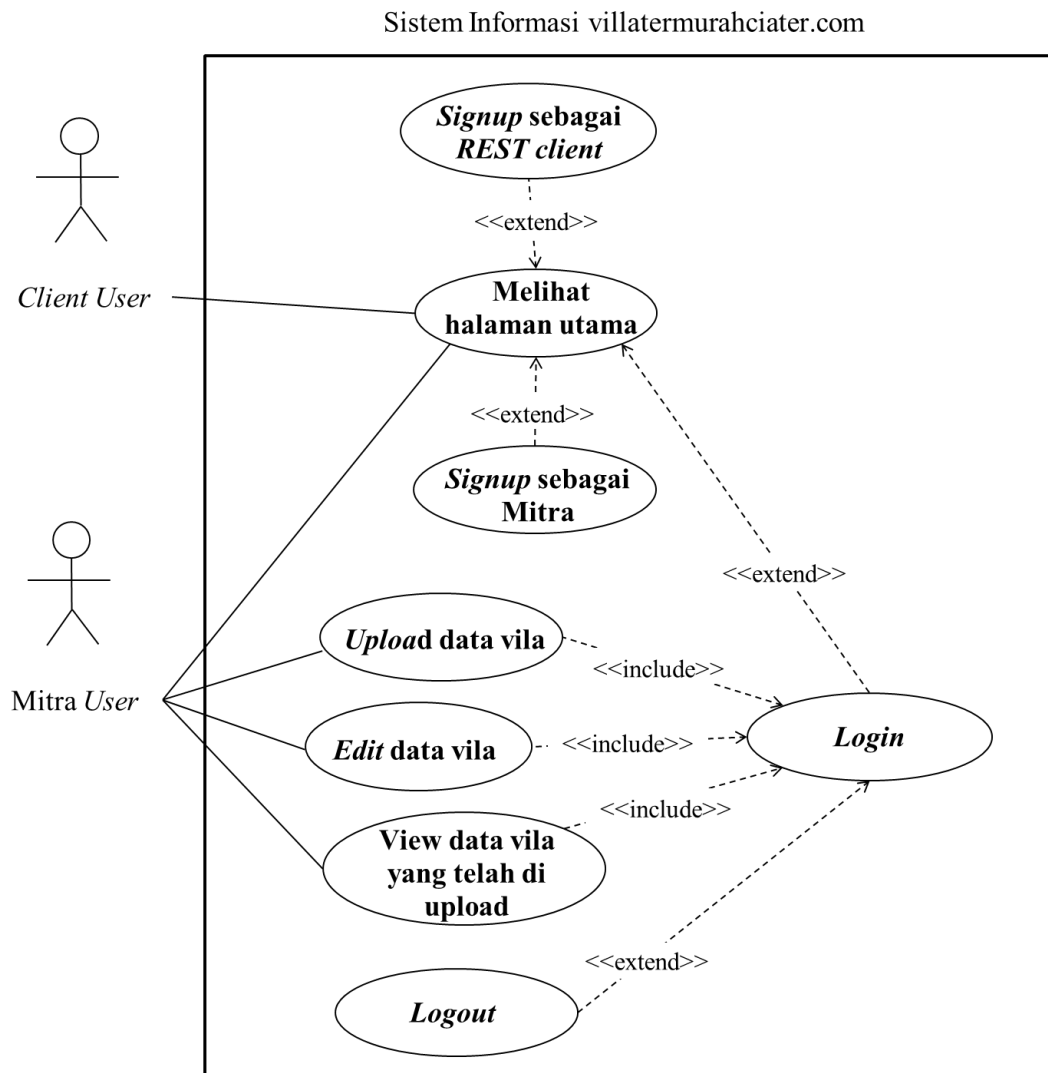 Sistem Informasi villatermurahciater.com
Signup sebagai
REST client
<<extend>>
Client User
Melihat
halaman utama
<<extend>>
Signup sebagai
Mitra
<<extend>>
Upload data vila
<<include>>
Mitra User
Login
Edit data vila
<<include>>
<<include>>
View data vila
yang telah di
upload
<<extend>>
Logout